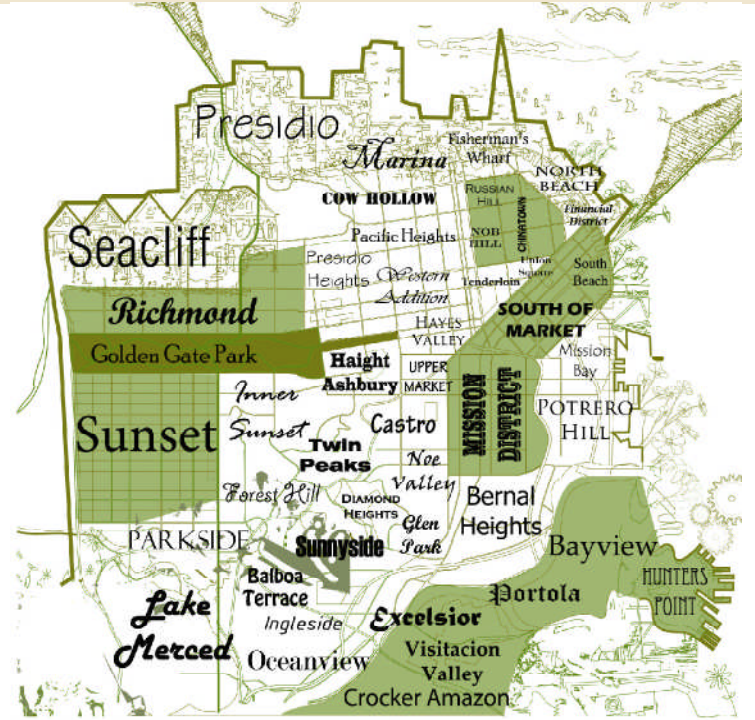 Presidio
Marina
Fisherman's
Wharf
NORTH
BEACH
COW HOLLOW
RUSSIAN
HILL
CHINATOWN
Financial
District
Seacliff
Pacific Heights
NOB
HILL
Presidio
Heights
Western
Addition
Tenderloin
Union
Square
South
Beach
Richmond
SOUTH OF
MARKET
HAYES
VALLEY
Golden Gate Park
Haight
Ashbury
UPPER
MARKET
Mission
Bay
MISSION
DISTRICT
POTRERO
HILL
Inner
Sunset
Sunset
Castro
Twin
Peaks
Noe
Valley
Forest Hill
DIAMOND
HEIGHTS
Bernal
Heights
Glen
Park
PARKSIDE
Sunnyside
Bayview
HUNTERS
POINT
Balboa
Terrace
Portola
Lake
Merced
Ingleside
Excelsior
Oceanview
Visitacion
Valley
Crocker Amazon